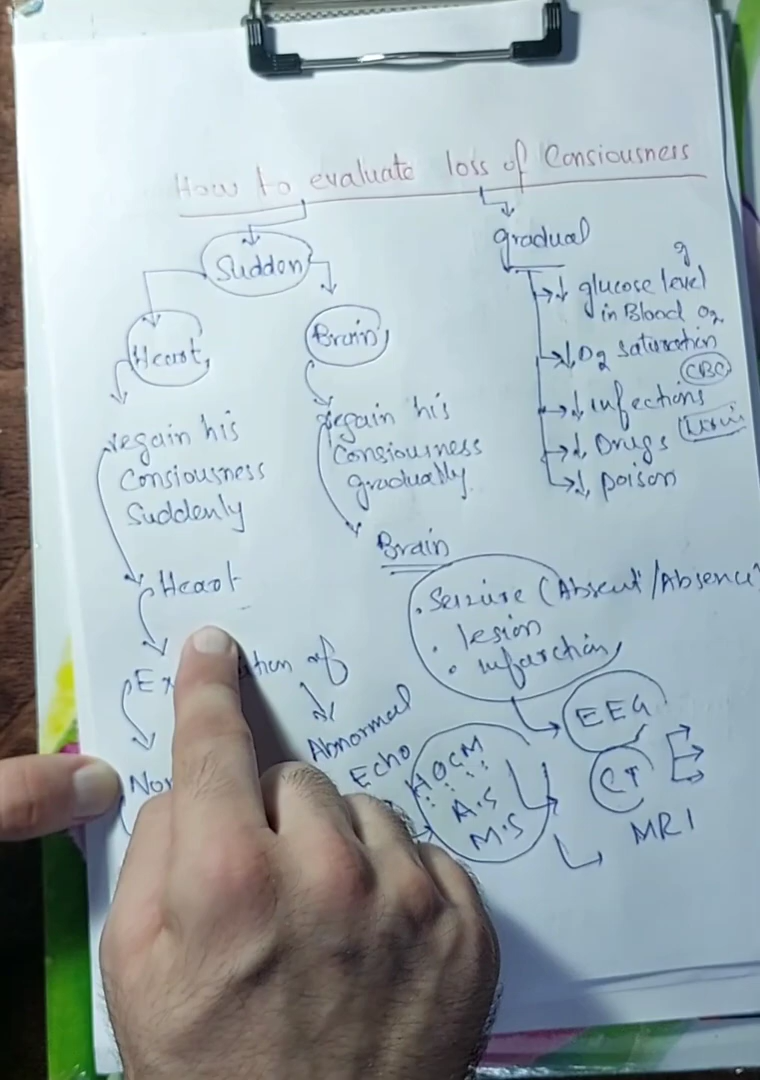 How to evaluate loss of Consiousness
Sudden
gradual
Heart
Brain
↓ glucose level
in Blood
↓ O2 saturation
CBC
↓ infections
↓ Drugs
↓ poison
regain his
Consiousness
Suddenly
regain his
Consiousness
gradually
Heart
Brain
. Seizure (Absent/Absence
. lesion
. infarction
of
Abnormal
Echo
HOCM
A.S
M.S
EEG
CT
MRI